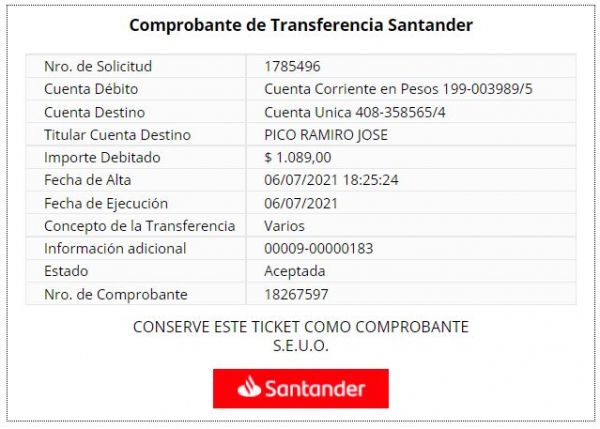 Comprobante de Transferencia Santander
Nro. de Solicitud 1785496
Cuenta Débito Cuenta Corriente en Pesos 199-003989/5
Cuenta Destino Cuenta Unica 408-358565/4
Titular Cuenta Destino PICO RAMIRO JOSE
Importe Debitado $ 1.089,00
Fecha de Alta 06/07/2021 18:25:24
Fecha de Ejecución 06/07/2021
Concepto de la Transferencia Varios
Información adicional 00009-00000183
Estado Aceptada
Nro. de Comprobante 18267597
CONSERVE ESTE TICKET COMO COMPROBANTE
S.E.U.O.
Santander